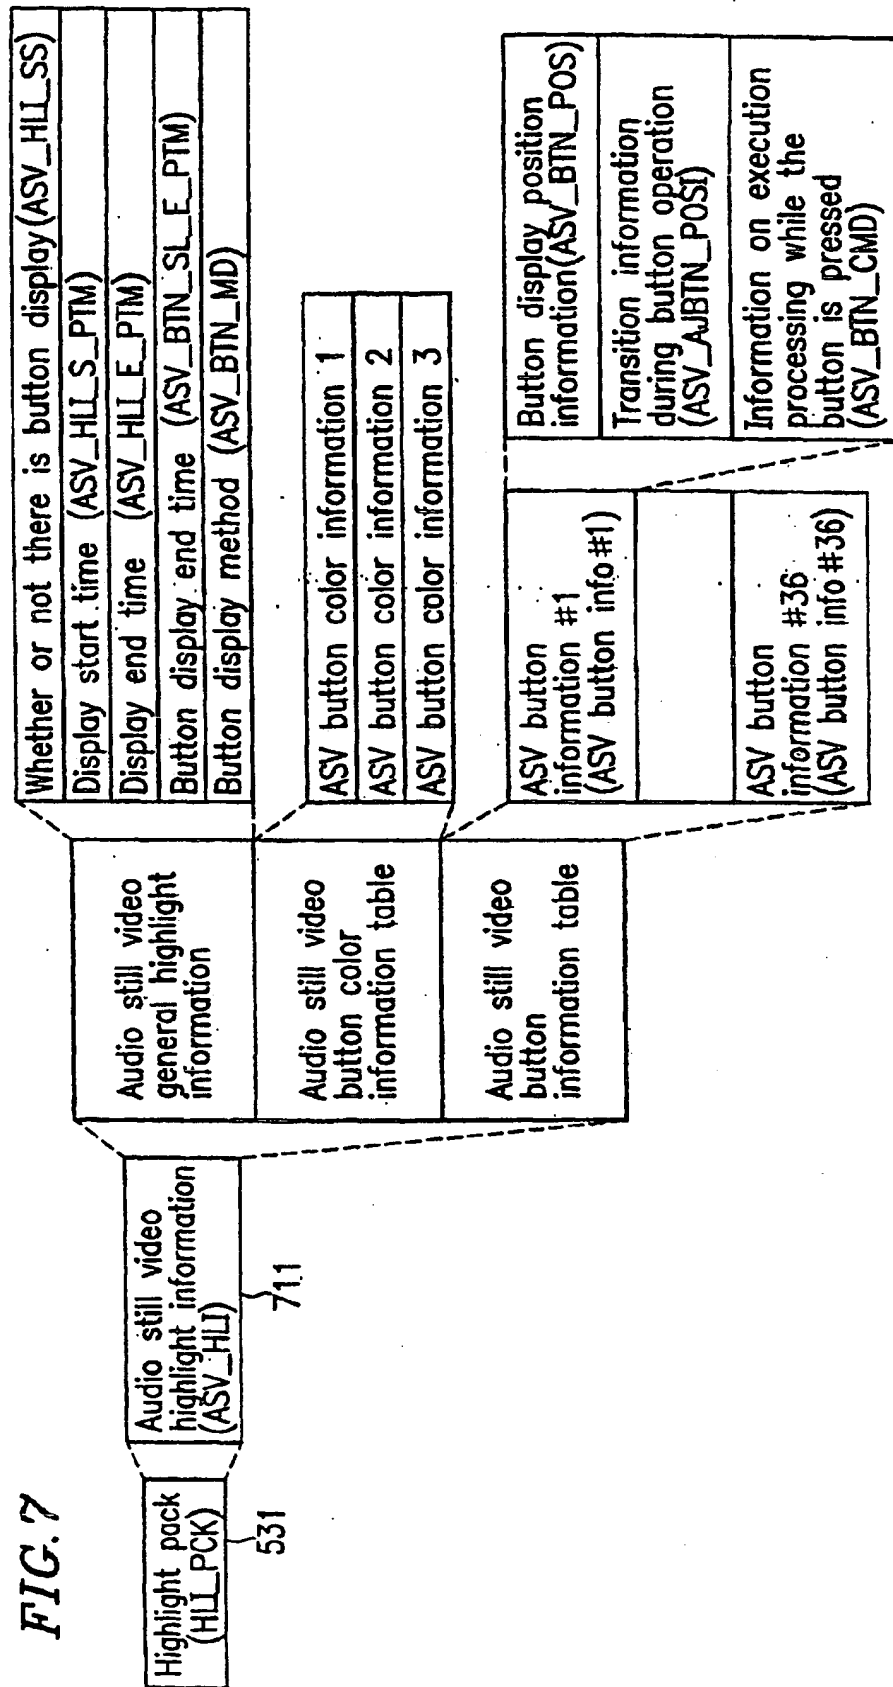 FIG.7
Highlight pack
(HLI_PCK)
531
Audio still video
highlight information
(ASV_HLI)
711
Audio still video
general highlight
information
Audio still video
button color
information table
Audio still video
button
information table
Whether or not there is button display(ASV_HLI_SS)
Display start time (ASV_HLI_S_PTM)
Display end time (ASV_HLI_E_PTM)
Button display end time (ASV_BTN_SL_E_PTM)
Button display method (ASV_BTN_MD)
ASV button color information 1
ASV button color information 2
ASV button color information 3
ASV button
information #1
(ASV button info#1)
ASV button
information #36
(ASV button info#36)
Button display position
information(ASV_BTN_POS)
Transition information
during button operation
(ASV_AJBTN_POSI)
Information on execution
processing while the
button is pressed
(ASV_BTN_CMD)